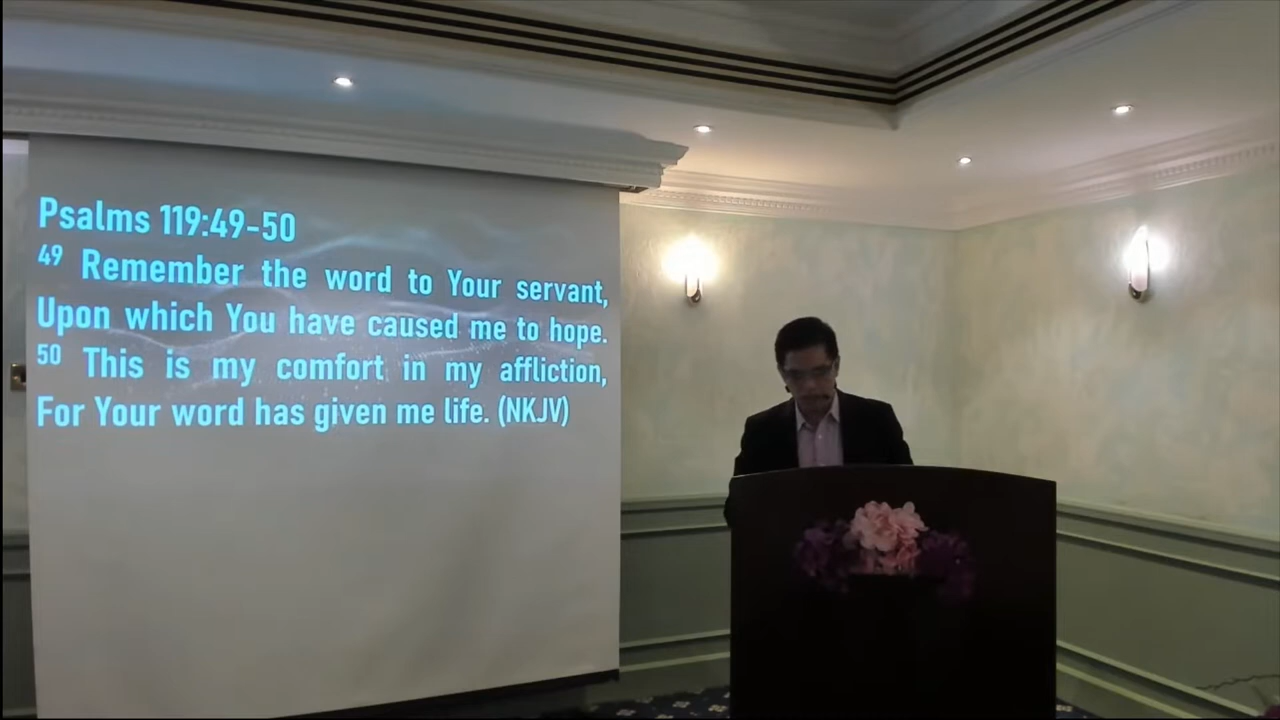 Psalms 119:49-50
49 Remember the word to Your servant,
Upon which You have caused me to hope.
50 This is my comfort in my affliction,
For Your word has given me life. (NKJV)